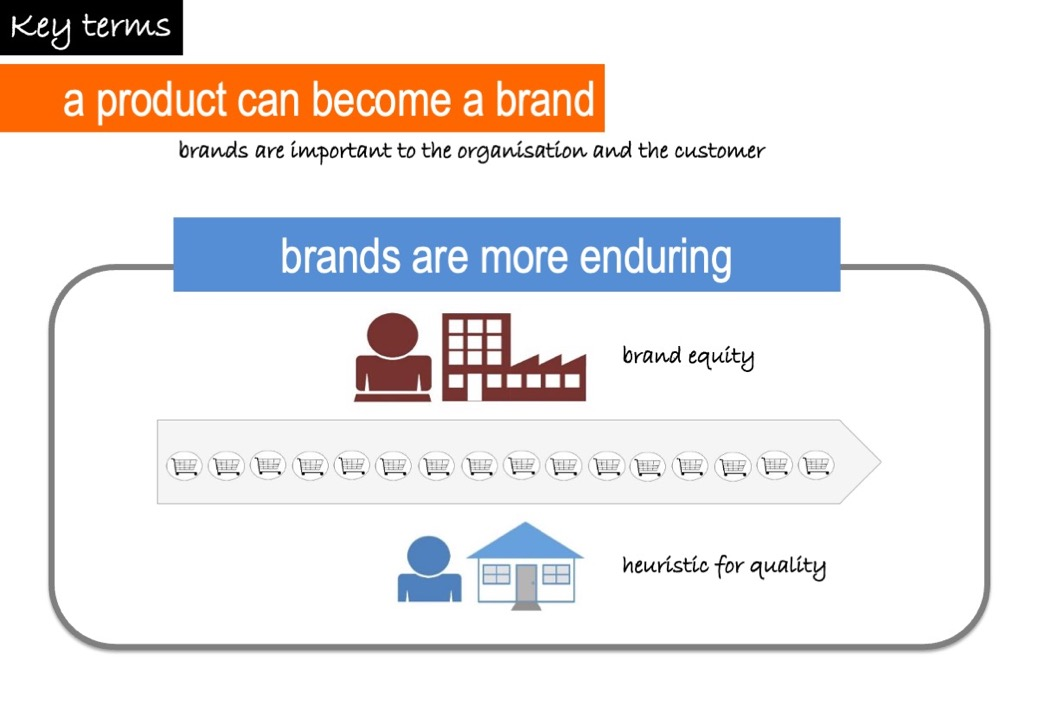 Key terms
a product can become a brand
brands are important to the organisation and the customer
brands are more enduring
brand equity
heuristic for quality